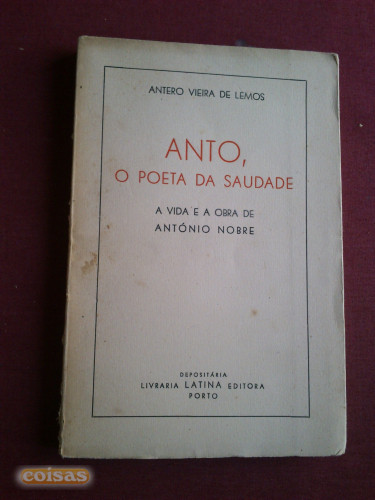 ANTERO VIEIRA DE LEMOS
ANTO,
O POETA DA SAUDADE
A VIDA E A OBRA DE
ANTÓNIO NOBRE
DEPOSITÁRIA
LIVRARIA LATINA EDITORA
PORTO
coisas